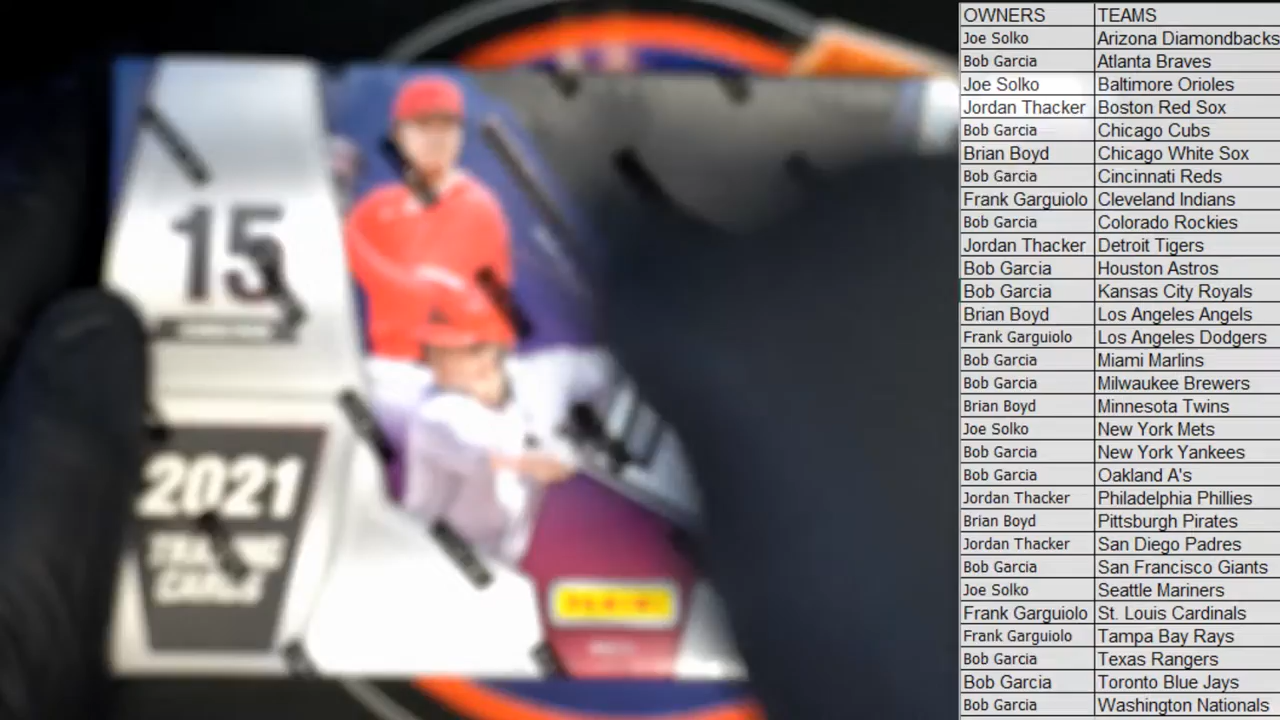 15
2021
TRADING
CARDS
PANINI
OWNERS TEAMS
Joe Solko Arizona Diamondbacks
Bob Garcia Atlanta Braves
Joe Solko Baltimore Orioles
Jordan Thacker Boston Red Sox
Bob Garcia Chicago Cubs
Brian Boyd Chicago White Sox
Bob Garcia Cincinnati Reds
Frank Garguiolo Cleveland Indians
Bob Garcia Colorado Rockies
Jordan Thacker Detroit Tigers
Bob Garcia Houston Astros
Bob Garcia Kansas City Royals
Brian Boyd Los Angeles Angels
Frank Garguiolo Los Angeles Dodgers
Bob Garcia Miami Marlins
Bob Garcia Milwaukee Brewers
Brian Boyd Minnesota Twins
Joe Solko New York Mets
Bob Garcia New York Yankees
Bob Garcia Oakland A's
Jordan Thacker Philadelphia Phillies
Brian Boyd Pittsburgh Pirates
Jordan Thacker San Diego Padres
Bob Garcia San Francisco Giants
Joe Solko Seattle Mariners
Frank Garguiolo St. Louis Cardinals
Frank Garguiolo Tampa Bay Rays
Bob Garcia Texas Rangers
Bob Garcia Toronto Blue Jays
Bob Garcia Washington Nationals